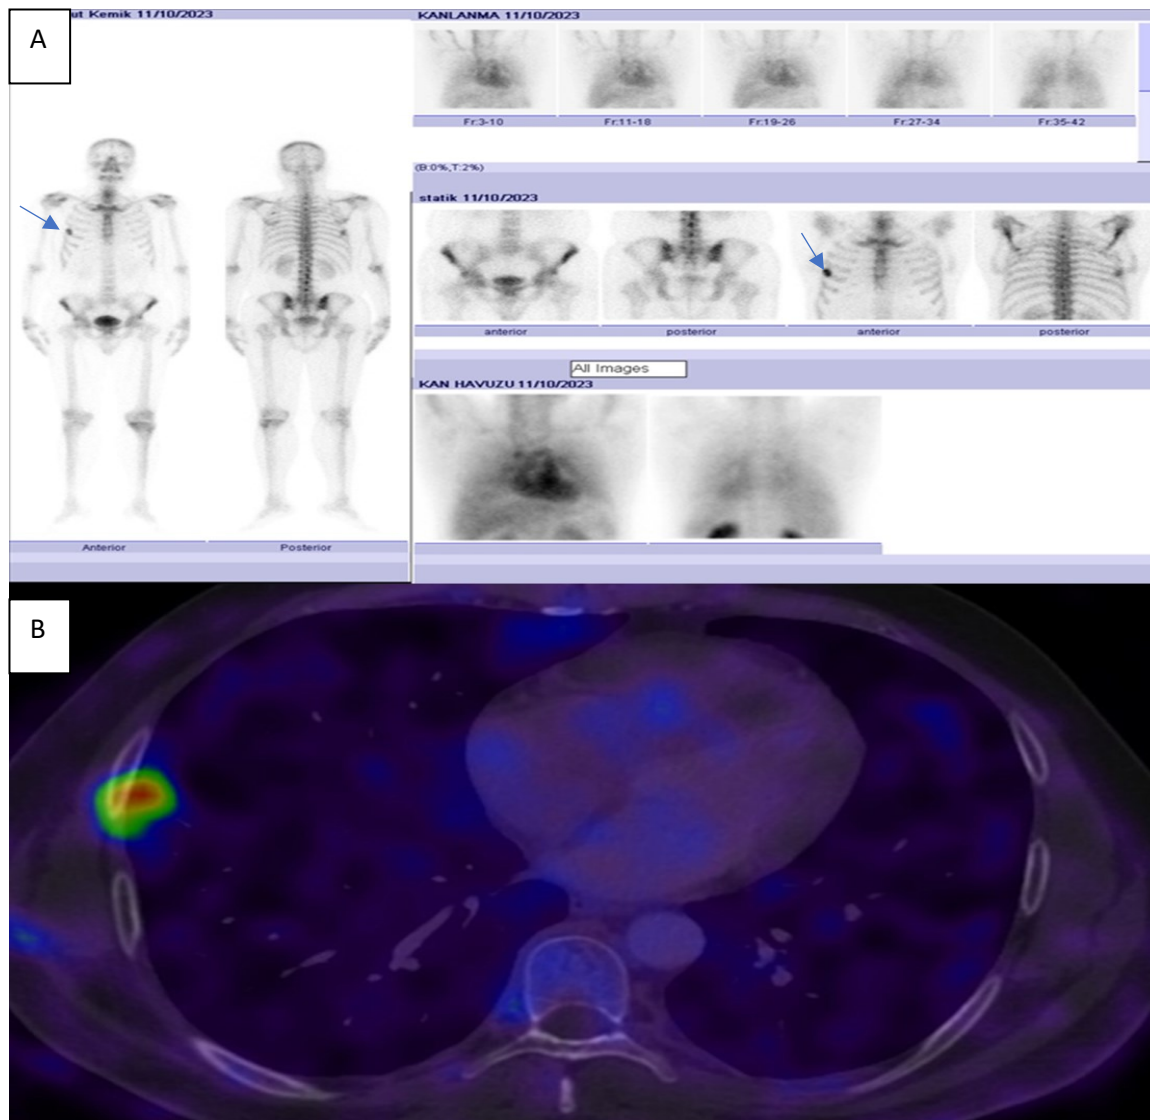 A
ut Kemik 11/10/2023
Anterior
Posterior
KANLANMA 11/10/2023
Fr:3-10
Fr:11-18
Fr:19-26
Fr:27-34
Fr:35-42
(B:0%,T:2%)
statik 11/10/2023
anterior
posterior
anterior
posterior
All Images
KAN HAVUZU 11/10/2023
B